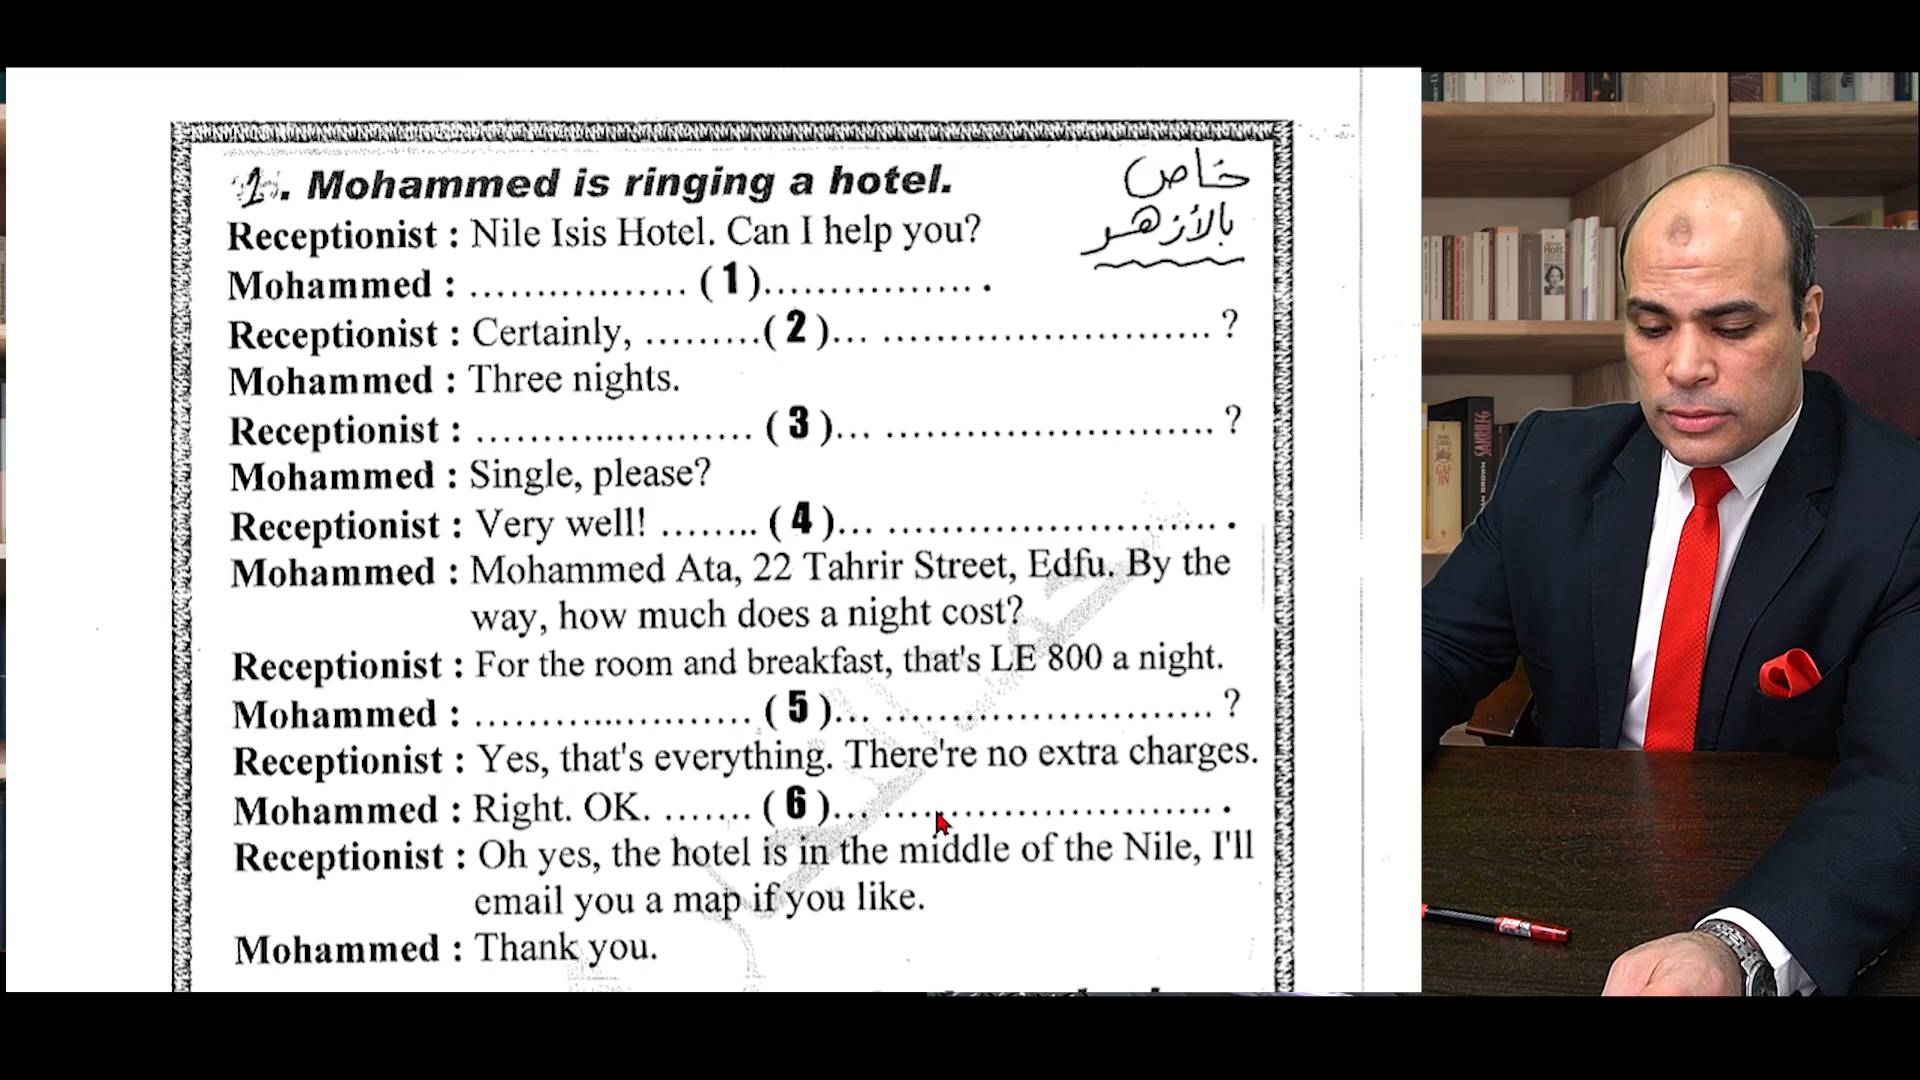 2. Mohammed is ringing a hotel.
خاص
بالأزهر
Receptionist : Nile Isis Hotel. Can I help you?
Mohammed : ................. (1)................ .
Receptionist : Certainly, .........(2)... ......................... ?
Mohammed : Three nights.
Receptionist : ..................... (3)... ......................... ?
Mohammed : Single, please?
Receptionist : Very well! ........ (4)... ......................... .
Mohammed : Mohammed Ata, 22 Tahrir Street, Edfu. By the
way, how much does a night cost?
Receptionist : For the room and breakfast, that's LE 800 a night.
Mohammed : ..................... (5)... ......................... ?
Receptionist : Yes, that's everything. There're no extra charges.
Mohammed : Right. OK. ....... (6)... ......................... .
Receptionist : Oh yes, the hotel is in the middle of the Nile, I'll
email you a map if you like.
Mohammed : Thank you.